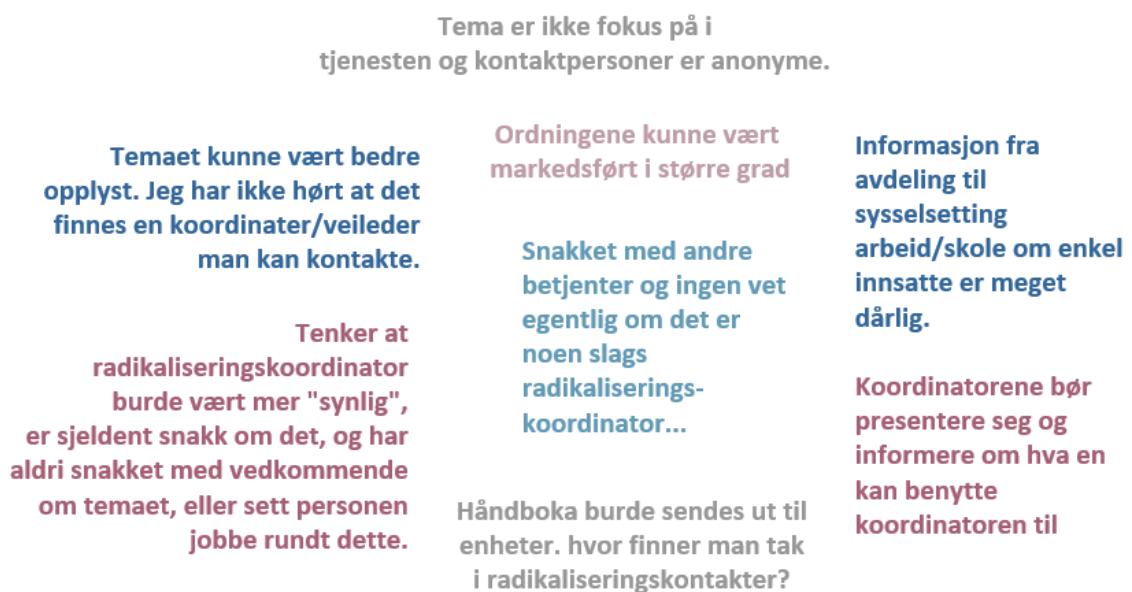 Tema er ikke fokus på i
tjenesten og kontaktpersoner er anonyme.
Temaet kunne vært bedre
opplyst. Jeg har ikke hørt at det
finnes en koordinater/veileder
man kan kontakte.
Ordningene kunne vært
markedsført i større grad
Informasjon fra
avdeling til
sysselsetting
arbeid/skole om enkel
innsatte er meget
dårlig.
Snakket med andre
betjenter og ingen vet
egentlig om det er
noen slags
radikaliserings-
koordinator...
Tenker at
radikaliseringskoordinator
burde vært mer "synlig",
er sjeldent snakk om det, og har
aldri snakket med vedkommende
om temaet, eller sett personen
jobbe rundt dette.
Koordinatorene bør
presentere seg og
informere om hva en
kan benytte
koordinatoren til
Håndboka burde sendes ut til
enheter. hvor finner man tak
i radikaliseringskontakter?